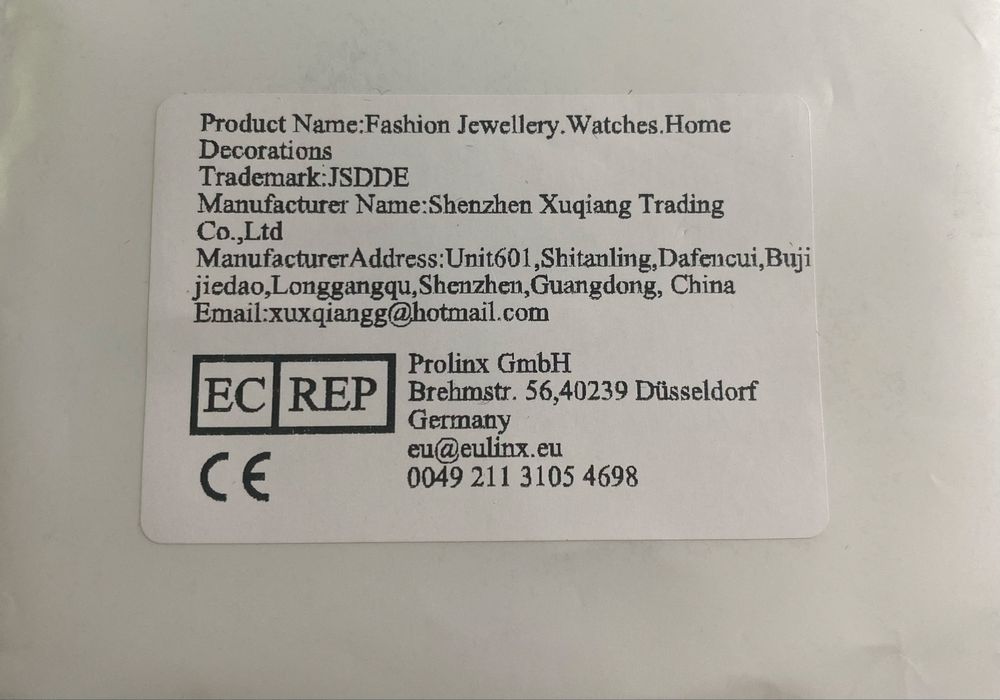 Product Name:Fashion Jewellery.Watches.Home
Decorations
Trademark:JSDDE
Manufacturer Name:Shenzhen Xuqiang Trading
Co.,Ltd
ManufacturerAddress:Unit601,Shitanling,Dafencui,Buji
jiedao,Longgangqu,Shenzhen,Guangdong, China
Email:xuxqiangg@hotmail.com
EC REP
Prolinx GmbH
Brehmstr. 56,40239 Düsseldorf
Germany
eu@eulinx.eu
0049 211 3105 4698
CE